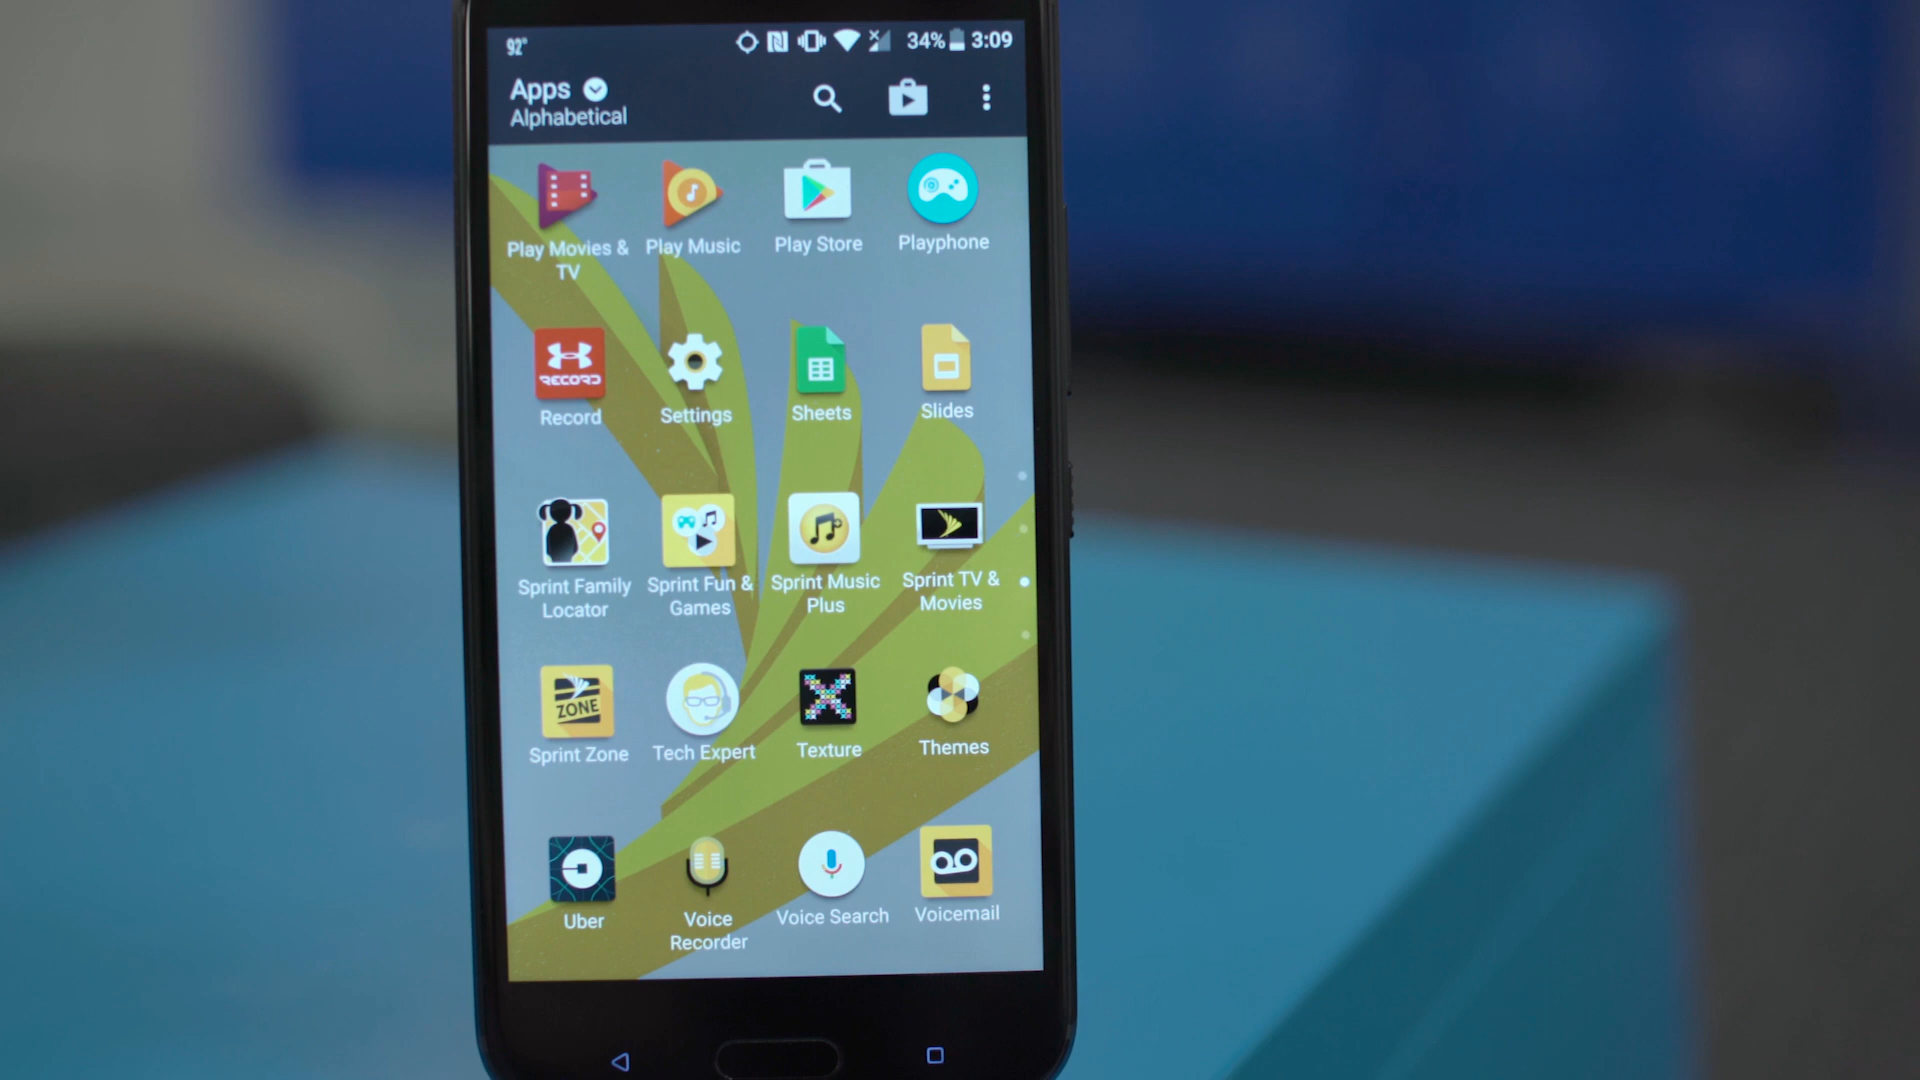 92°
34% 3:09
Apps
Alphabetical
Play Movies & TV
Play Music
Play Store
Playphone
RECORD
Record
Settings
Sheets
Slides
Sprint Family Locator
Sprint Fun & Games
Sprint Music Plus
Sprint TV & Movies
ZONE
Sprint Zone
Tech Expert
Texture
Themes
Uber
Voice Recorder
Voice Search
Voicemail